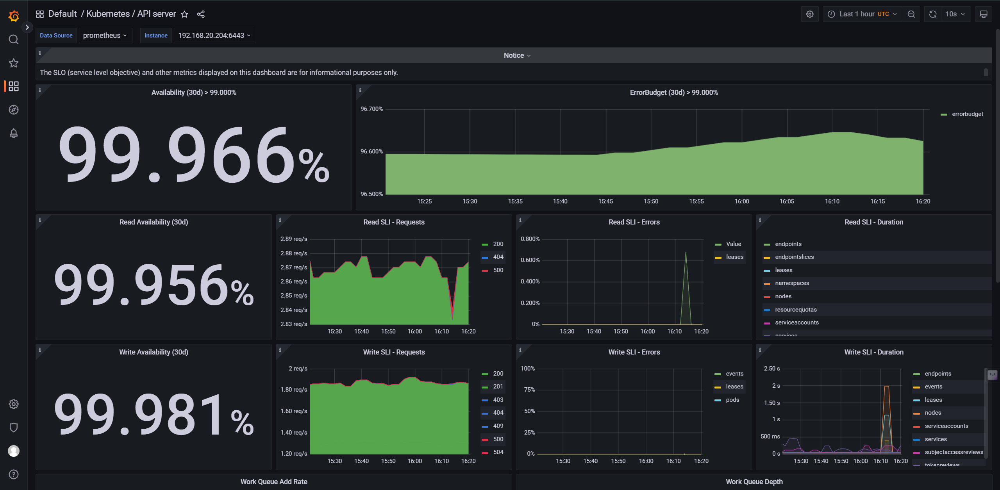 Default / Kubernetes / API server
Last 1 hour UTC
10s
Data Source prometheus instance 192.168.20.204:6443
Notice
The SLO (service level objective) and other metrics displayed on this dashboard are for informational purposes only.
Availability (30d) > 99.000%
99.966%
ErrorBudget (30d) > 99.000%
96.700%
96.600%
96.500%
15:25 15:30 15:35 15:40 15:45 15:50 15:55 16:00 16:05 16:10 16:15 16:20
errorbudget
Read Availability (30d)
99.956%
Read SLI - Requests
2.89 req/s
2.88 req/s
2.87 req/s
2.86 req/s
2.85 req/s
2.84 req/s
2.83 req/s
15:30 15:40 15:50 16:00 16:10 16:20
200
404
500
Read SLI - Errors
0.800%
0.600%
0.400%
0.200%
0%
15:30 15:40 15:50 16:00 16:10 16:20
Value
leases
Read SLI - Duration
endpoints
endpointslices
leases
namespaces
nodes
resourcequotas
serviceaccounts
services
Write Availability (30d)
99.981%
Write SLI - Requests
2 req/s
1.80 req/s
1.60 req/s
1.40 req/s
1.20 req/s
15:30 15:40 15:50 16:00 16:10 16:20
200
201
403
404
409
500
504
Write SLI - Errors
100%
75%
50%
25%
0%
15:30 15:40 15:50 16:00 16:10 16:20
events
leases
pods
Write SLI - Duration
2.50 s
2 s
1.50 s
1 s
500 ms
0 s
15:30 15:40 15:50 16:00 16:10 16:20
endpoints
events
leases
nodes
serviceaccounts
services
subjectaccessreviews
tokenreviews
Work Queue Add Rate
Work Queue Depth